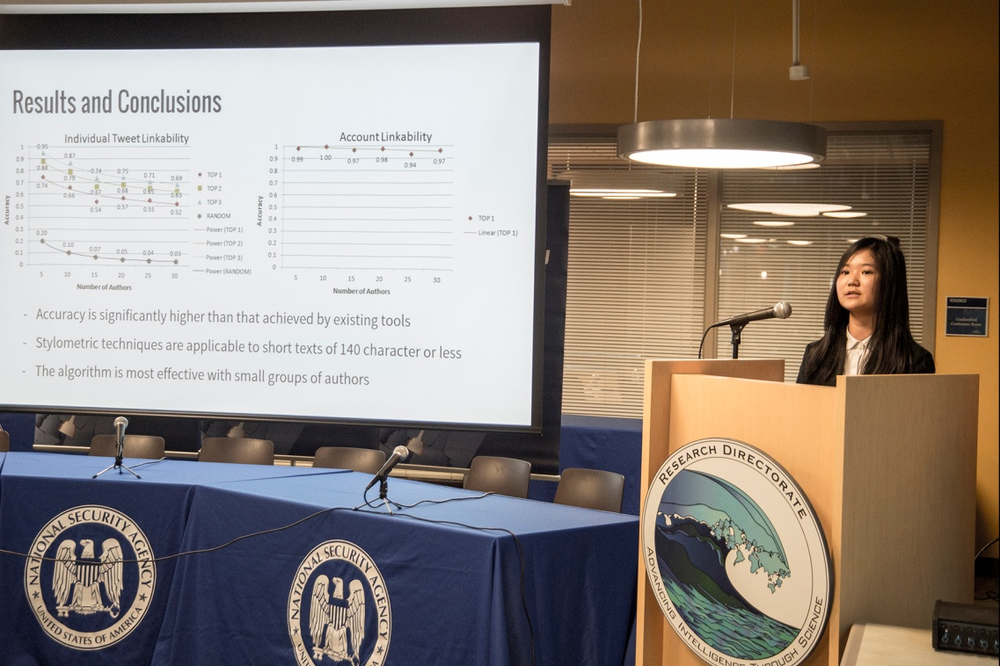 Results and Conclusions
Individual Tweet Linkability
Accuracy
1
0.9
0.8
0.7
0.6
0.5
0.4
0.3
0.2
0.1
0
0.95
0.87
0.74
0.75
0.71
0.69
0.88
0.79
0.67
0.68
0.65
0.63
0.74
0.66
0.54
0.57
0.55
0.52
0.20
0.10
0.07
0.05
0.04
0.03
5 10 15 20 25 30
Number of Authors
TOP 1
TOP 2
TOP 3
RANDOM
Power (TOP 1)
Power (TOP 2)
Power (TOP 3)
Power (RANDOM)
Account Linkability
Accuracy
1
0.9
0.8
0.7
0.6
0.5
0.4
0.3
0.2
0.1
0
0.99 1.00 0.97 0.98 0.94 0.97
5 10 15 20 25 30
Number of Authors
TOP 1
Linear (TOP 1)
- Accuracy is significantly higher than that achieved by existing tools
- Stylometric techniques are applicable to short texts of 140 character or less
- The algorithm is most effective with small groups of authors
Unclassified
Conference Room
NATIONAL SECURITY AGENCY
UNITED STATES OF AMERICA
NATIONAL SECURITY AGENCY
UNITED
AMERICA
RESEARCH DIRECTORATE
ADVANCING INTELLIGENCE THROUGH SCIENCE